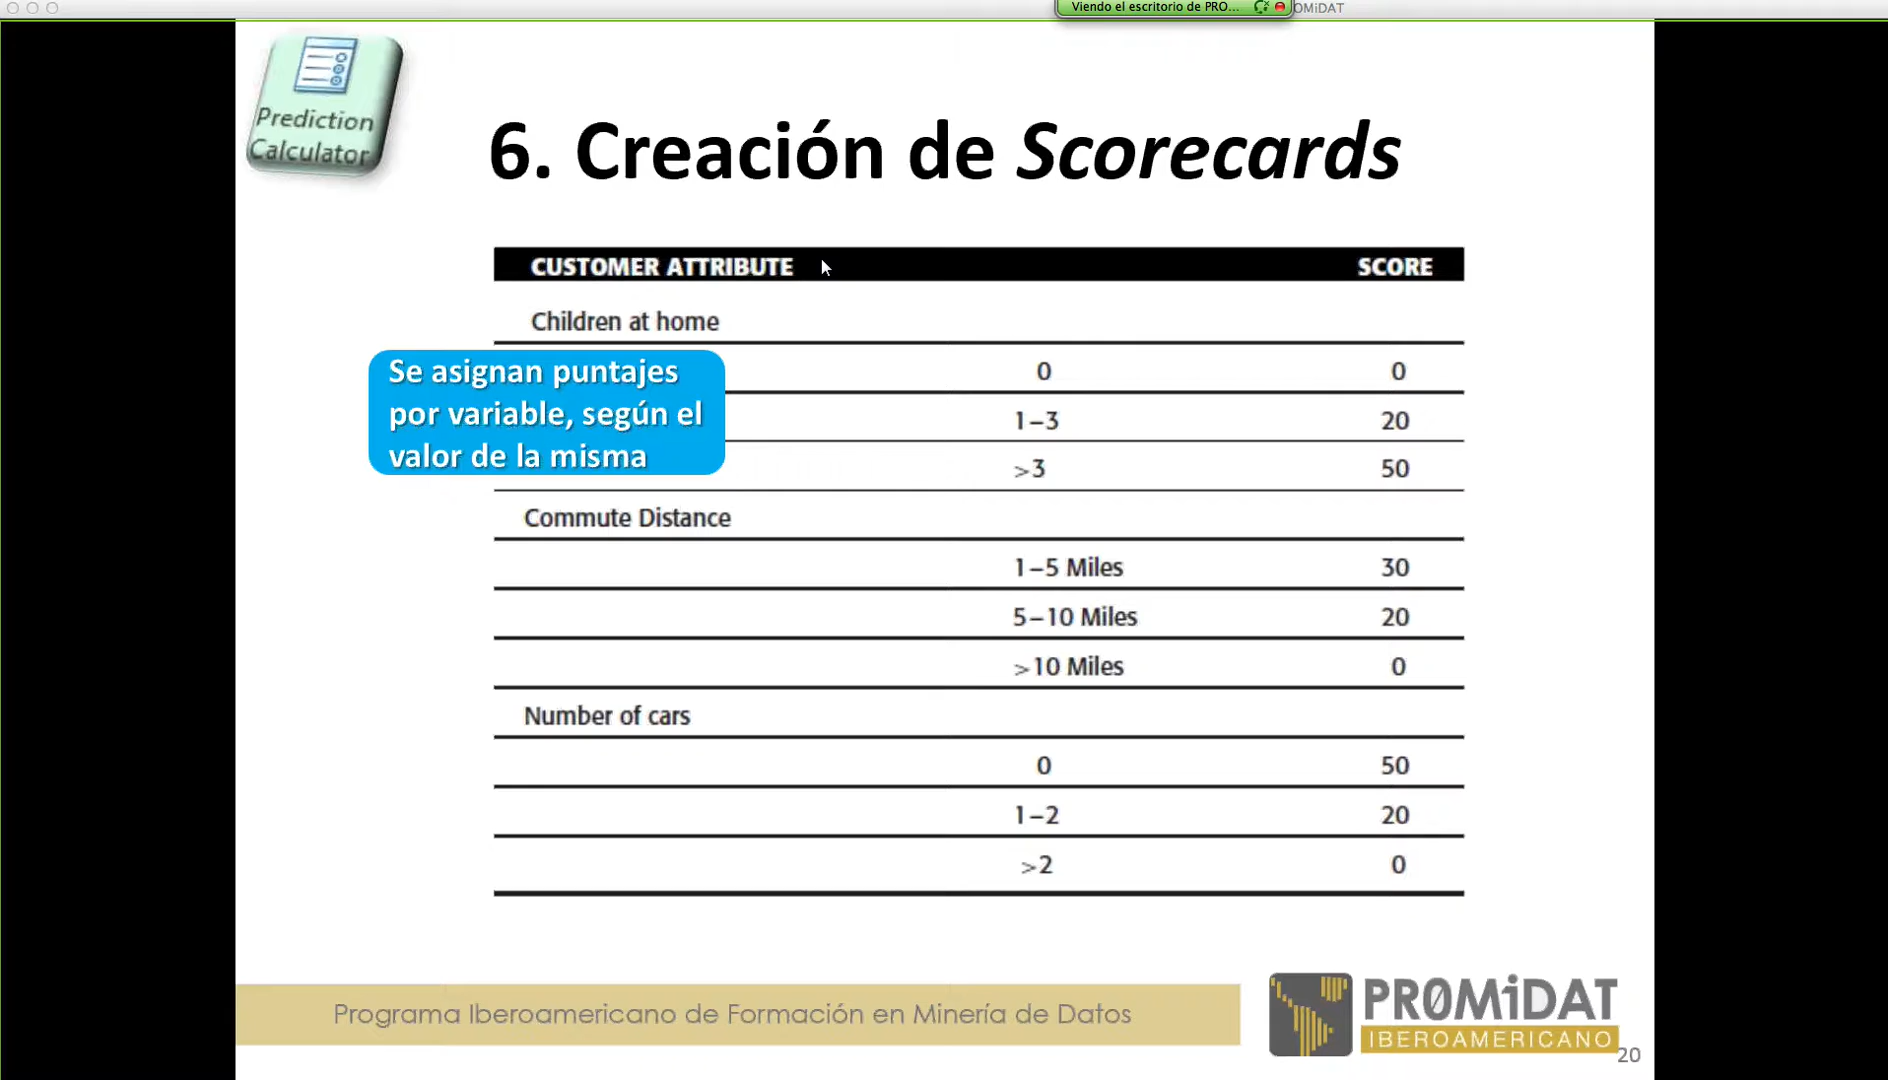 Viendo el escritorio de PRO...
OMiDAT
Prediction
Calculator
6. Creación de Scorecards
CUSTOMER ATTRIBUTE SCORE
Children at home
Se asignan puntajes
por variable, según el
valor de la misma
0 0
1–3 20
>3 50
Commute Distance
1–5 Miles 30
5–10 Miles 20
>10 Miles 0
Number of cars
0 50
1–2 20
>2 0
Programa Iberoamericano de Formación en Minería de Datos
PR0MiDAT
IBEROAMERICANO
20